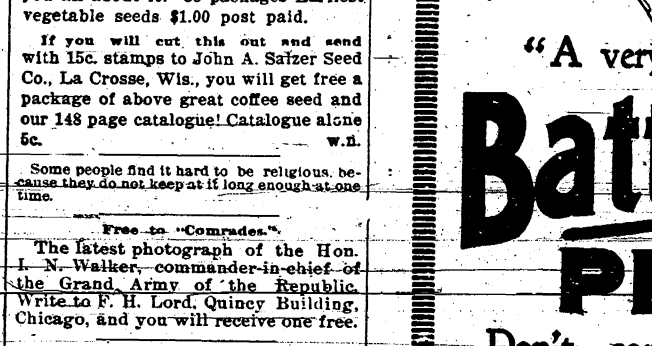 vegetable seeds $1.00 post paid.
If you will cut this out and send
with 15c. stamps to John A. Salzer Seed
Co., La Crosse, Wis., you will get free a
package of above great coffee seed and
our 148 page catalogue! Catalogue alone
5c. w.n.
Some people find it hard to be religious, be-
cause they do not keep at it long enough at one
time.
Free to "Comrades."
The latest photograph of the Hon.
I. N. Walker, commander-in-chief of
the Grand Army of the Republic.
Write to F. H. Lord, Quincy Building,
Chicago, and you will receive one free.
"A very
Batt
Pl
Don't